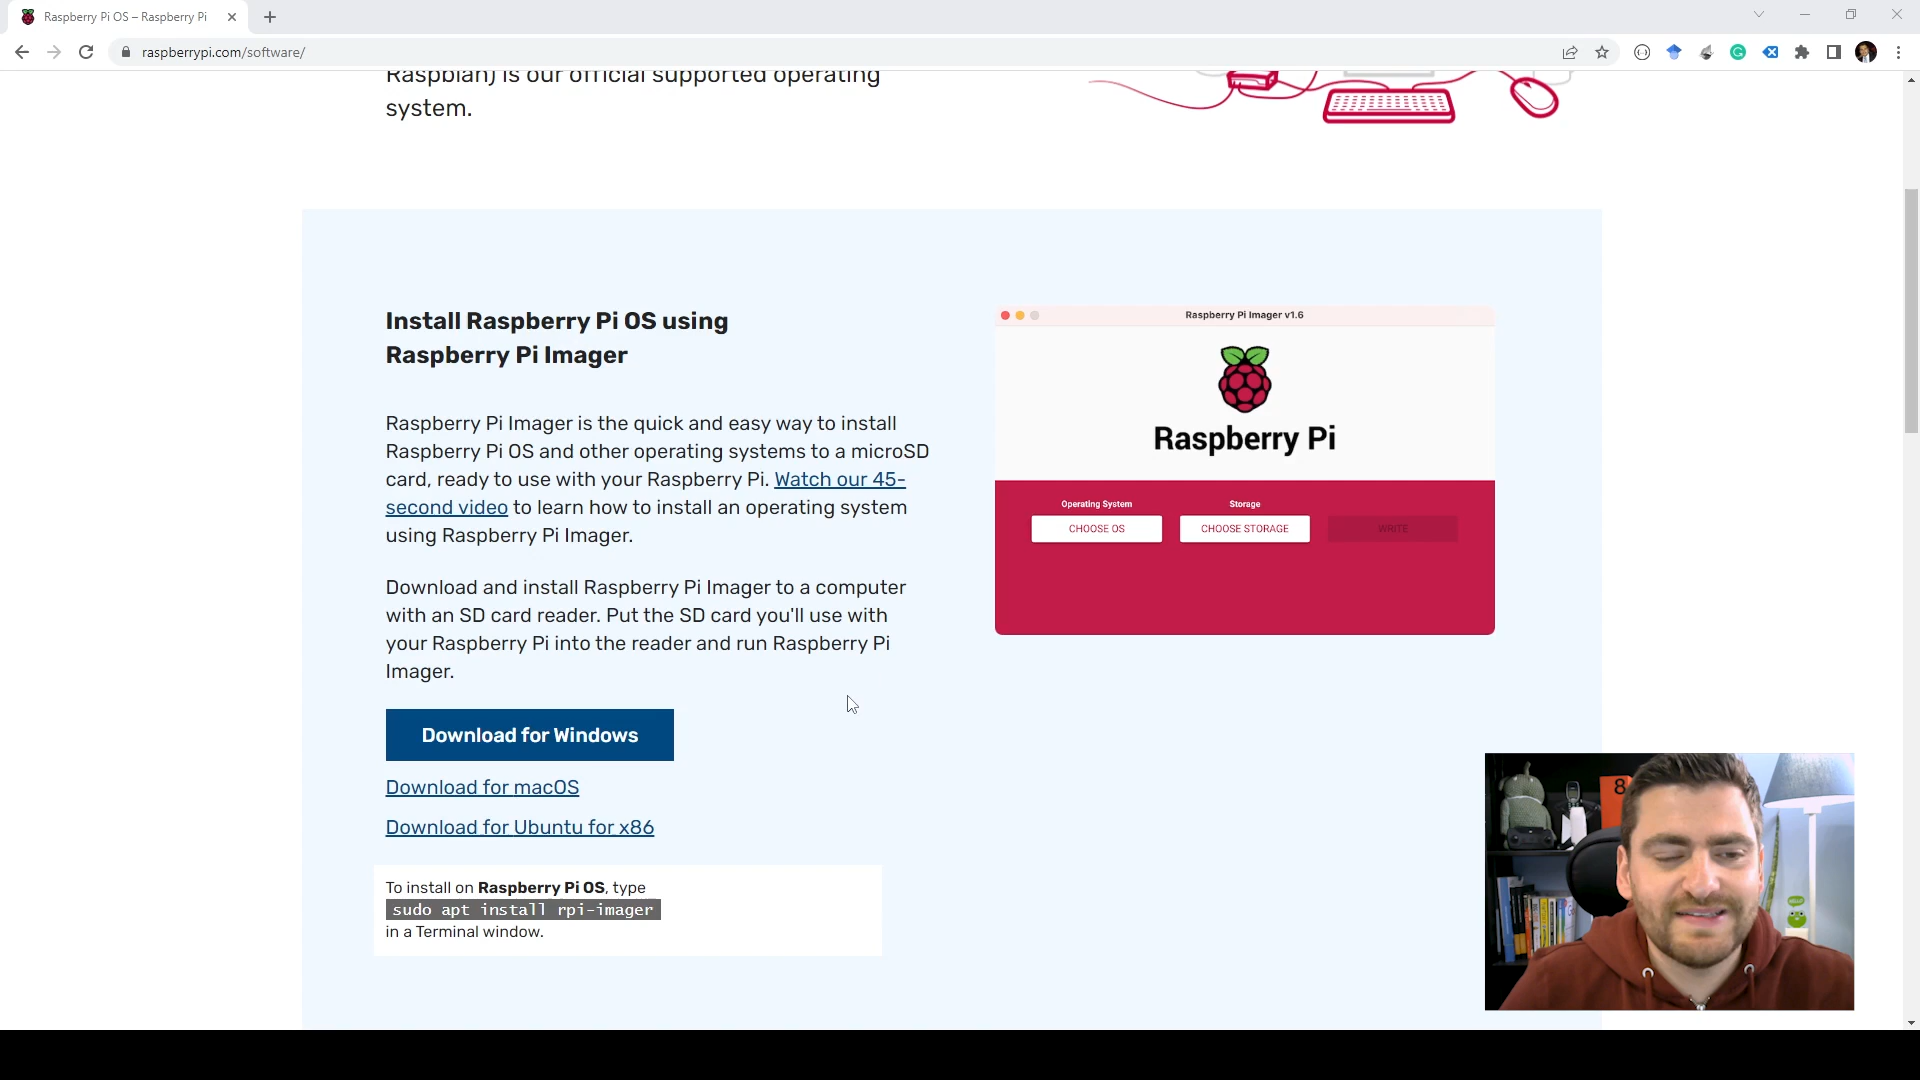 Raspberry Pi OS – Raspberry Pi
raspberrypi.com/software/
Raspbian) is our official supported operating
system.
Install Raspberry Pi OS using
Raspberry Pi Imager
Raspberry Pi Imager is the quick and easy way to install
Raspberry Pi OS and other operating systems to a microSD
card, ready to use with your Raspberry Pi. Watch our 45-
second video to learn how to install an operating system
using Raspberry Pi Imager.
Download and install Raspberry Pi Imager to a computer
with an SD card reader. Put the SD card you'll use with
your Raspberry Pi into the reader and run Raspberry Pi
Imager.
Download for Windows
Download for macOS
Download for Ubuntu for x86
To install on Raspberry Pi OS, type
sudo apt install rpi-imager
in a Terminal window.
Raspberry Pi Imager v1.6
Raspberry Pi
Operating System
Storage
CHOOSE OS
CHOOSE STORAGE
WRITE
8
HELLO